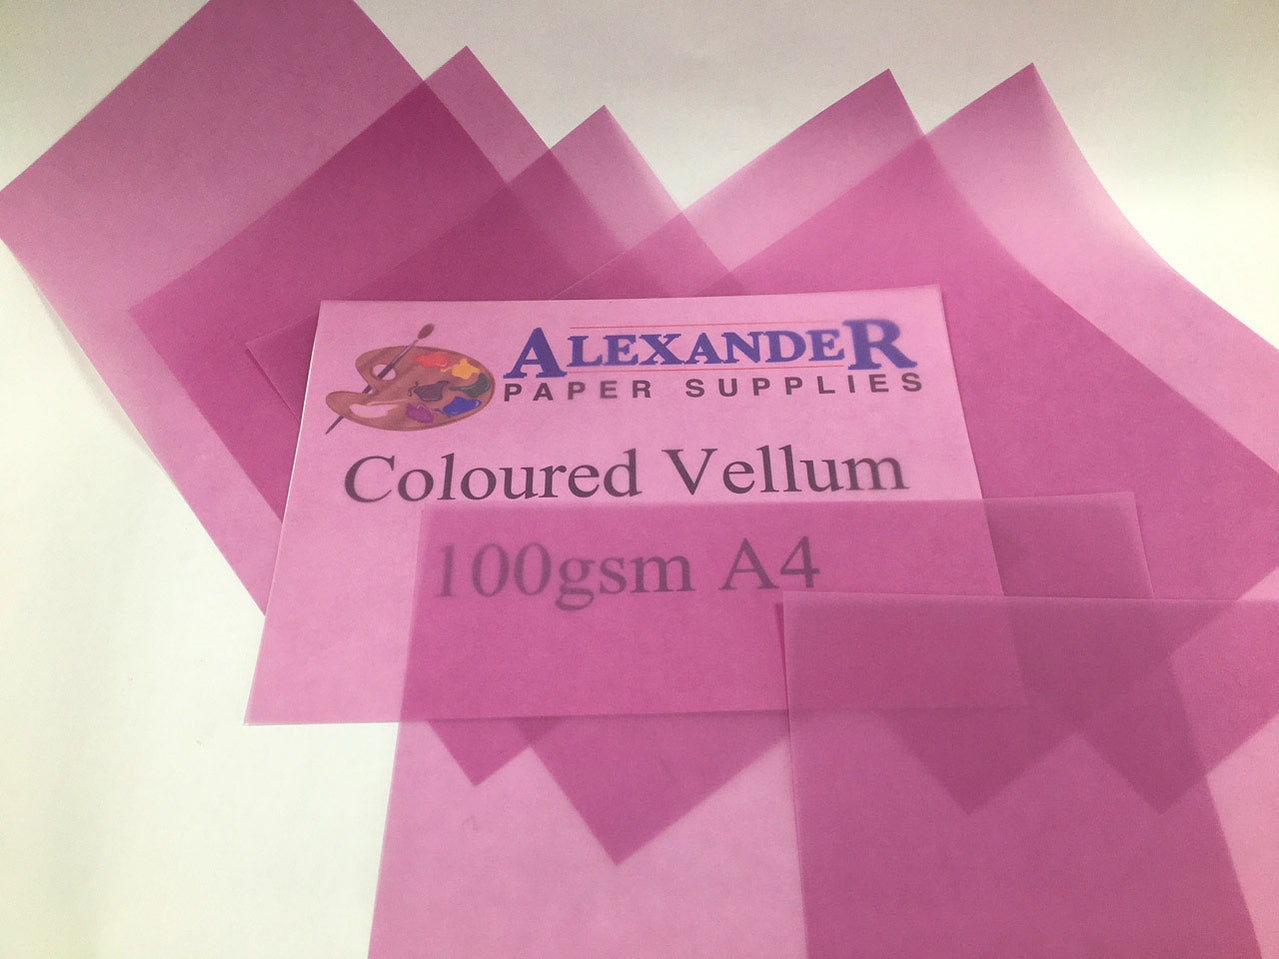 ALEXANDER
PAPER SUPPLIES
Coloured Vellum
100gsm A4